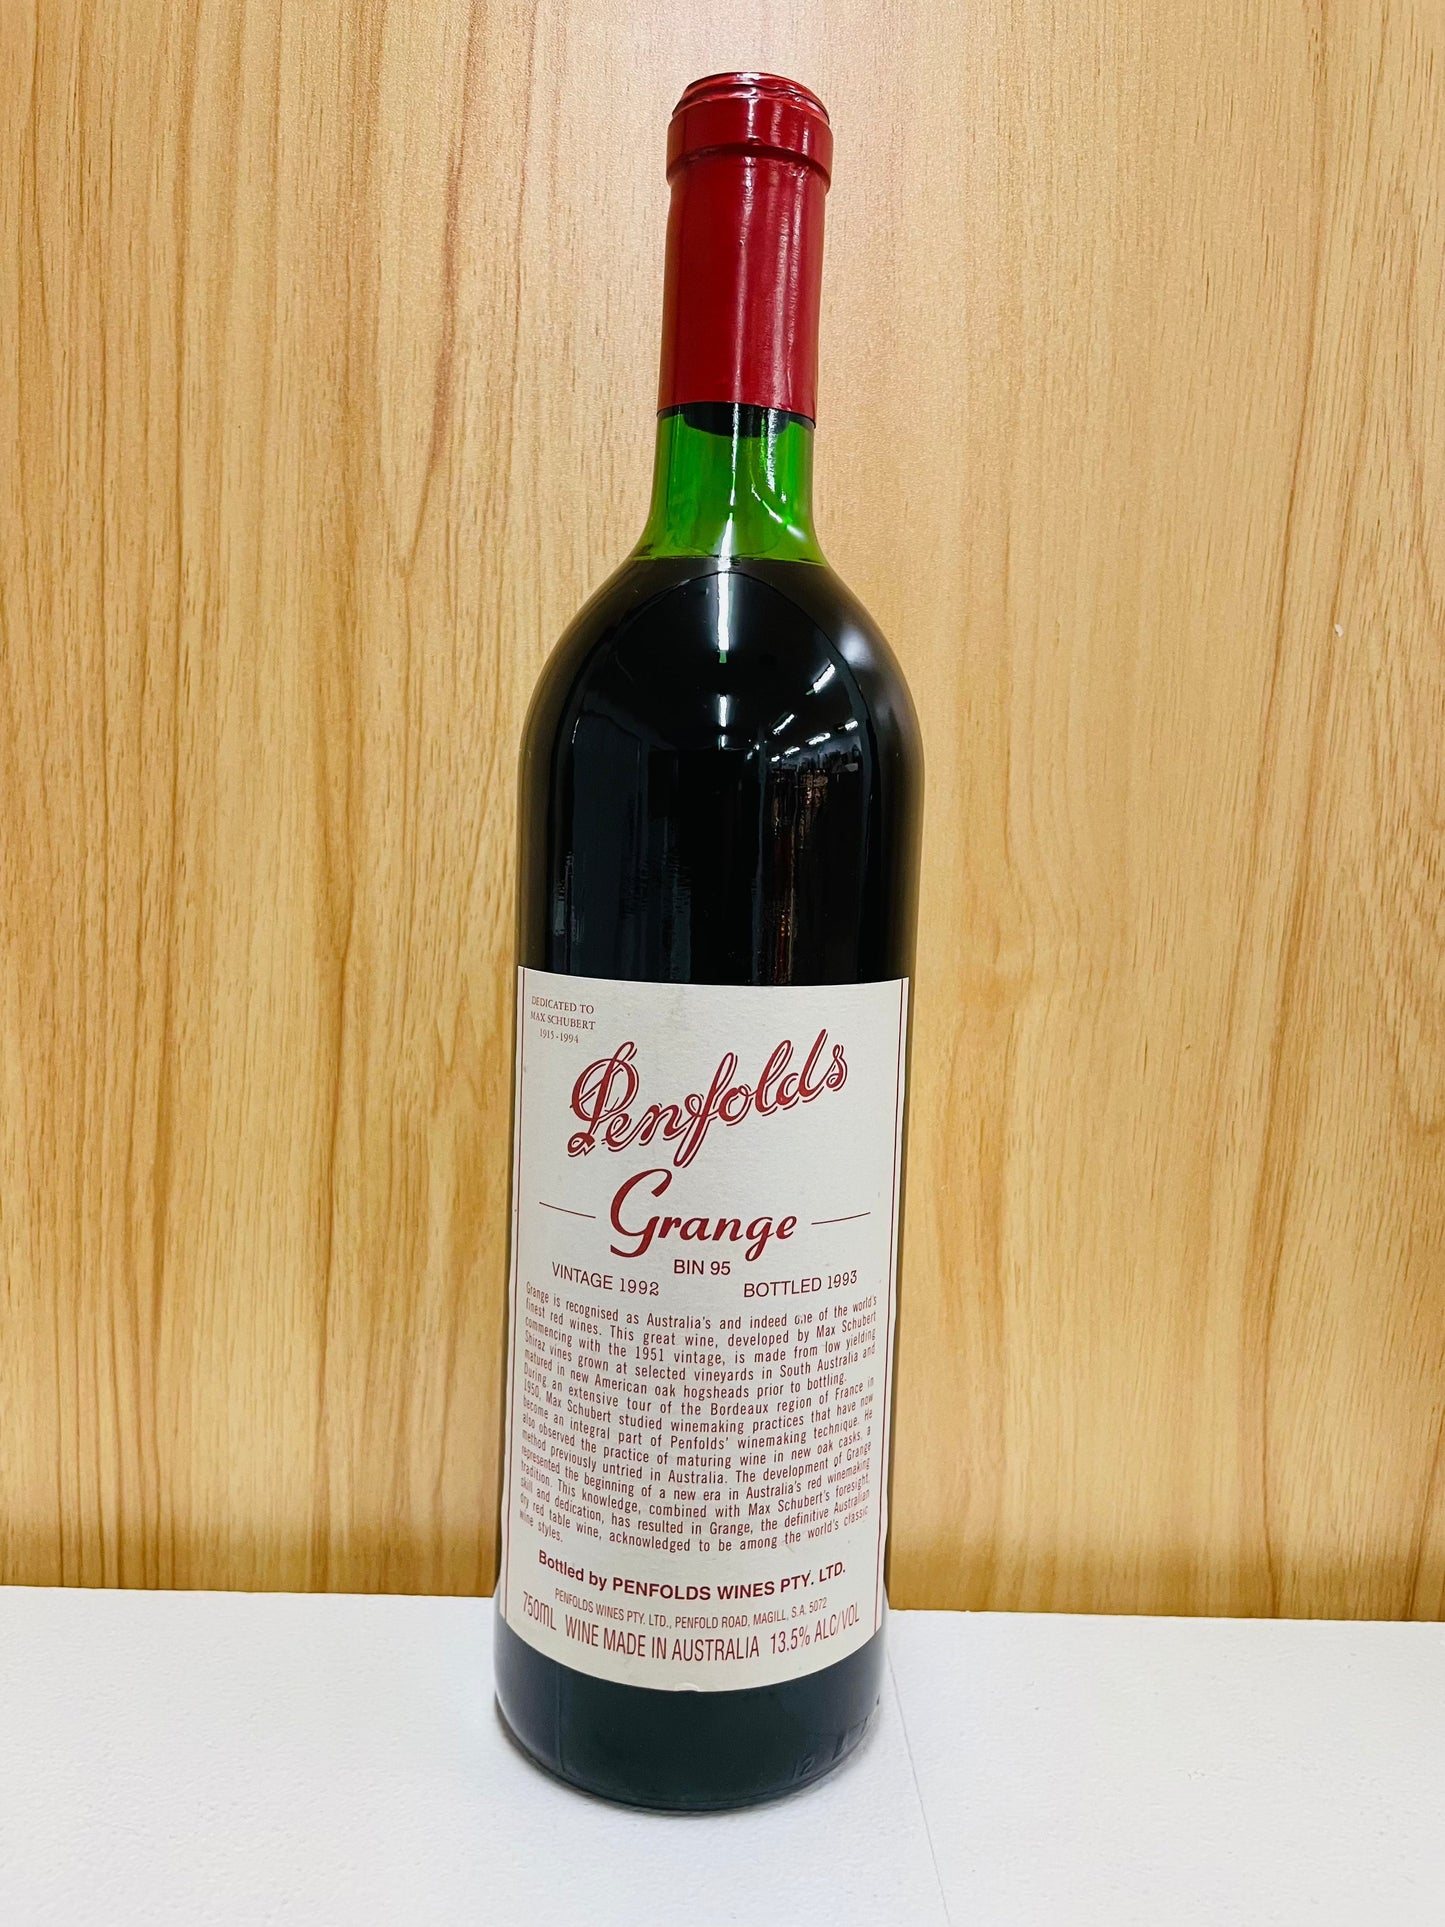 DEDICATED TO
MAX SCHUBERT
1915 - 1994
Penfolds
Grange
BIN 95
VINTAGE 1992 BOTTLED 1993
Grange is recognised as Australia's and indeed one of the world's
finest red wines. This great wine, developed by Max Schubert
commencing with the 1951 vintage, is made from low yielding
Shiraz vines grown at selected vineyards in South Australia and
matured in new American oak hogsheads prior to bottling.
During an extensive tour of the Bordeaux region of France in
1950, Max Schubert studied winemaking practices that have now
become an integral part of Penfolds' winemaking technique. He
also observed the practice of maturing wine in new oak casks, a
method previously untried in Australia. The development of Grange
represented the beginning of a new era in Australia's red winemaking
tradition. This knowledge, combined with Max Schubert's foresight,
skill and dedication, has resulted in Grange, the definitive Australian
dry red table wine, acknowledged to be among the world's classic
wine styles.
Bottled by PENFOLDS WINES PTY. LTD.
PENFOLDS WINES PTY. LTD., PENFOLD ROAD, MAGILL, S.A. 5072
750mL WINE MADE IN AUSTRALIA 13.5% ALC/VOL